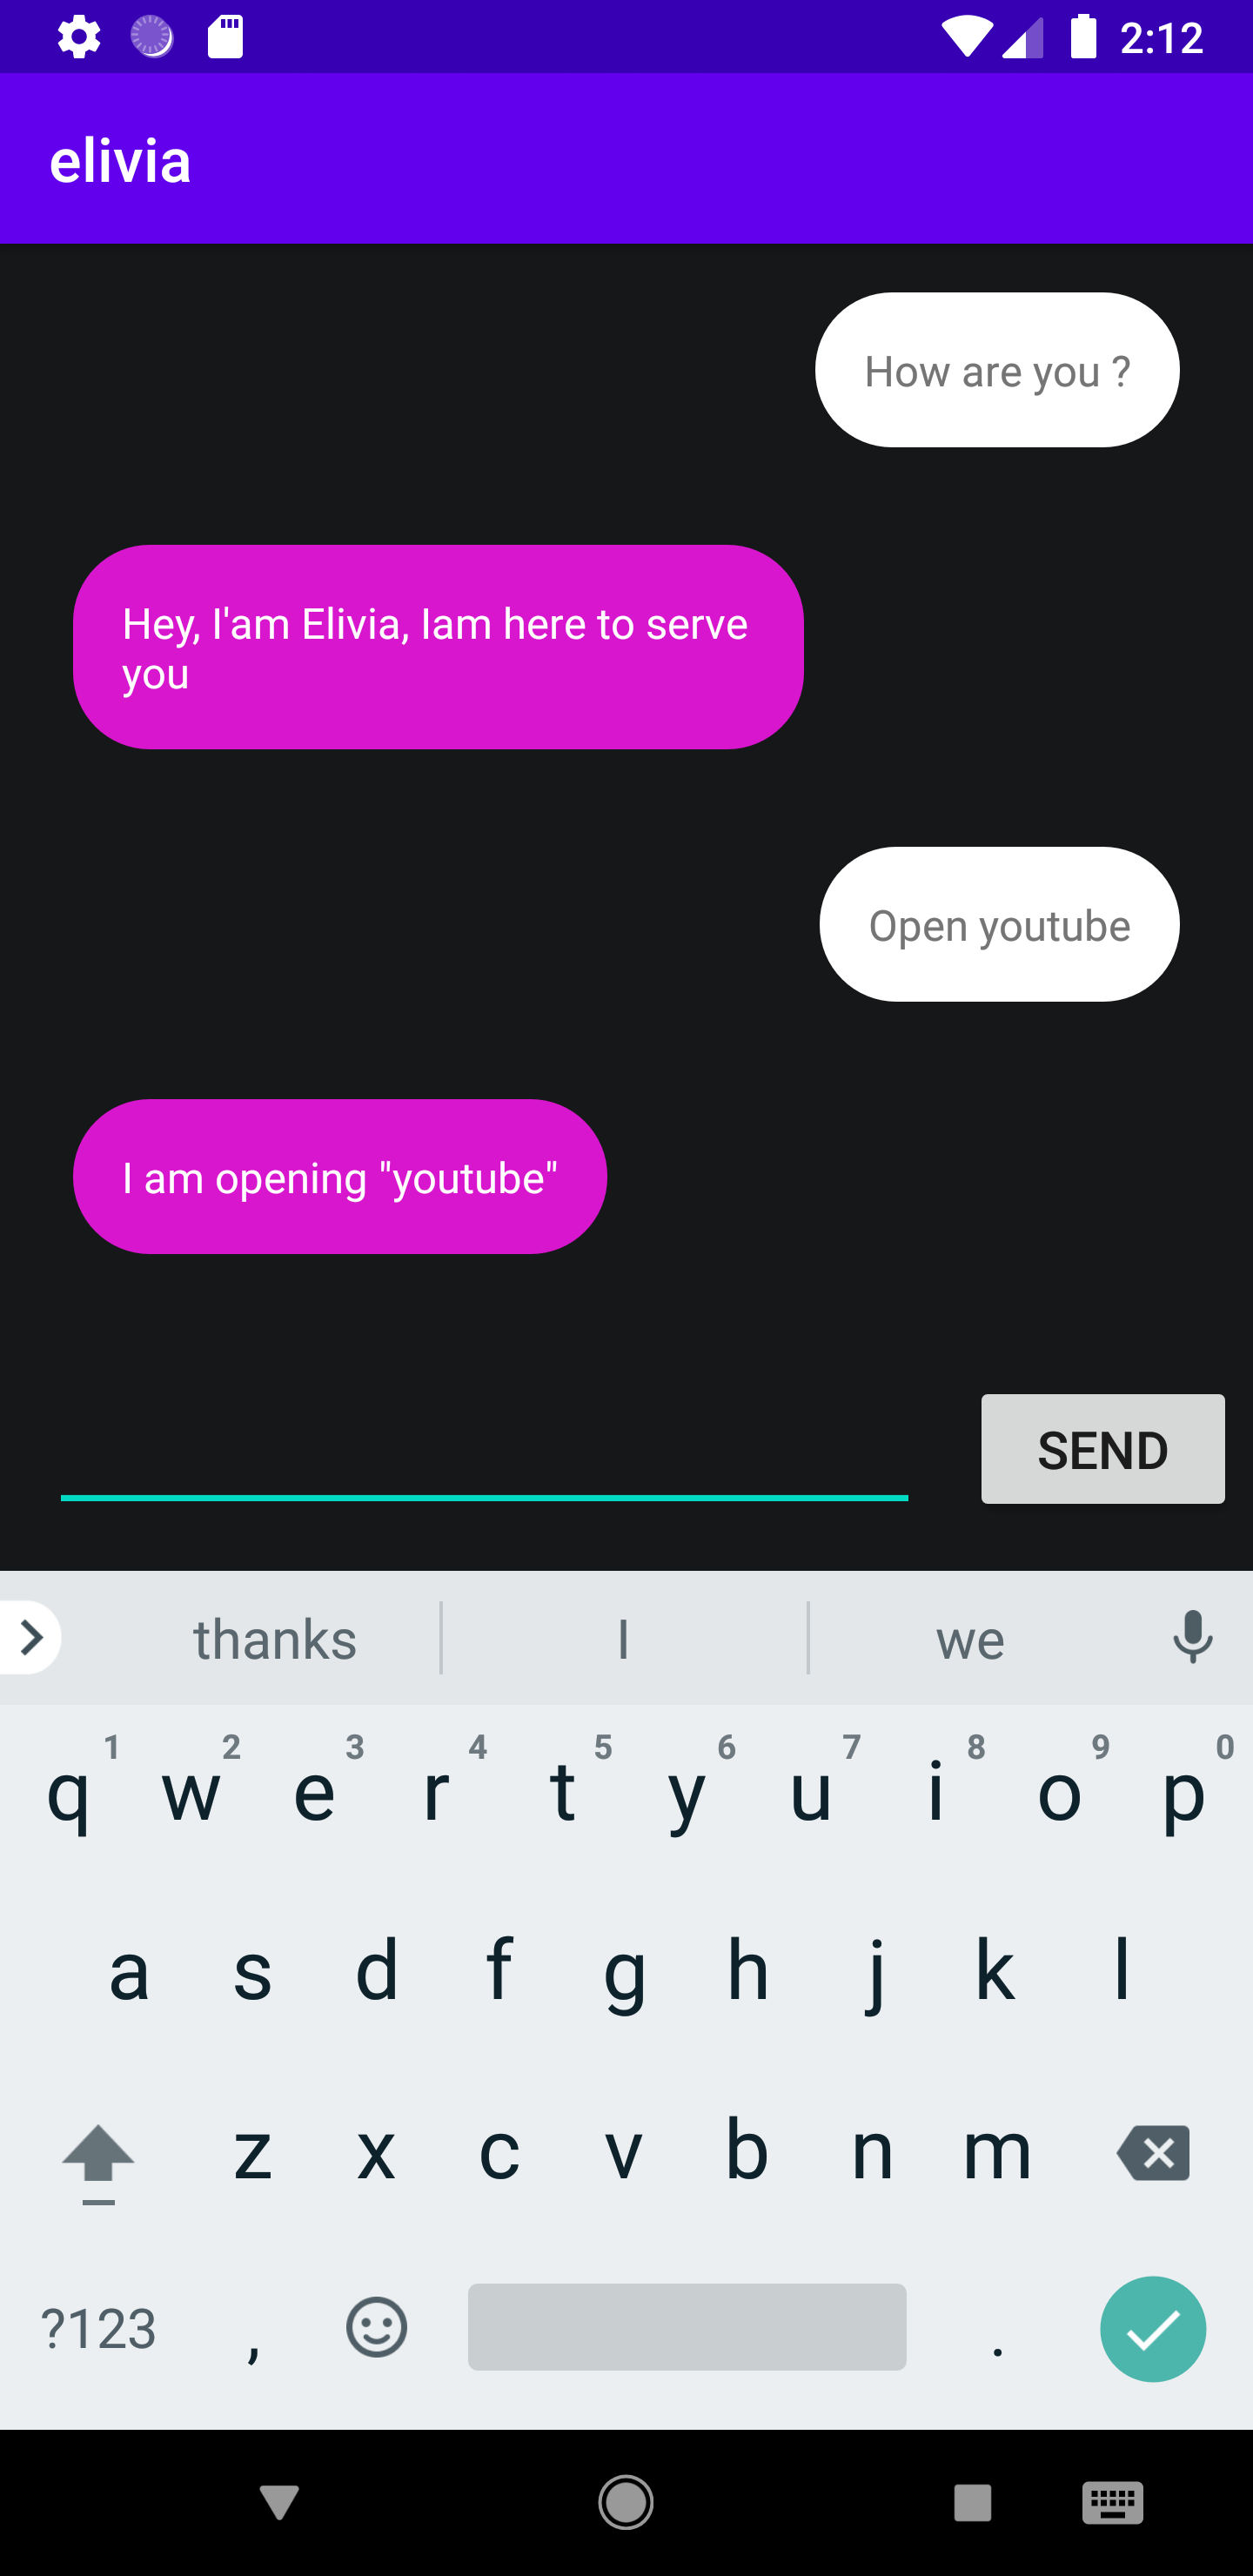 2:12
elivia
How are you ?
Hey, I'am Elivia, Iam here to serve
you
Open youtube
I am opening "youtube"
SEND
thanks I we
1 2 3 4 5 6 7 8 9 0
q w e r t y u i o p
a s d f g h j k l
z x c v b n m
?123 , .